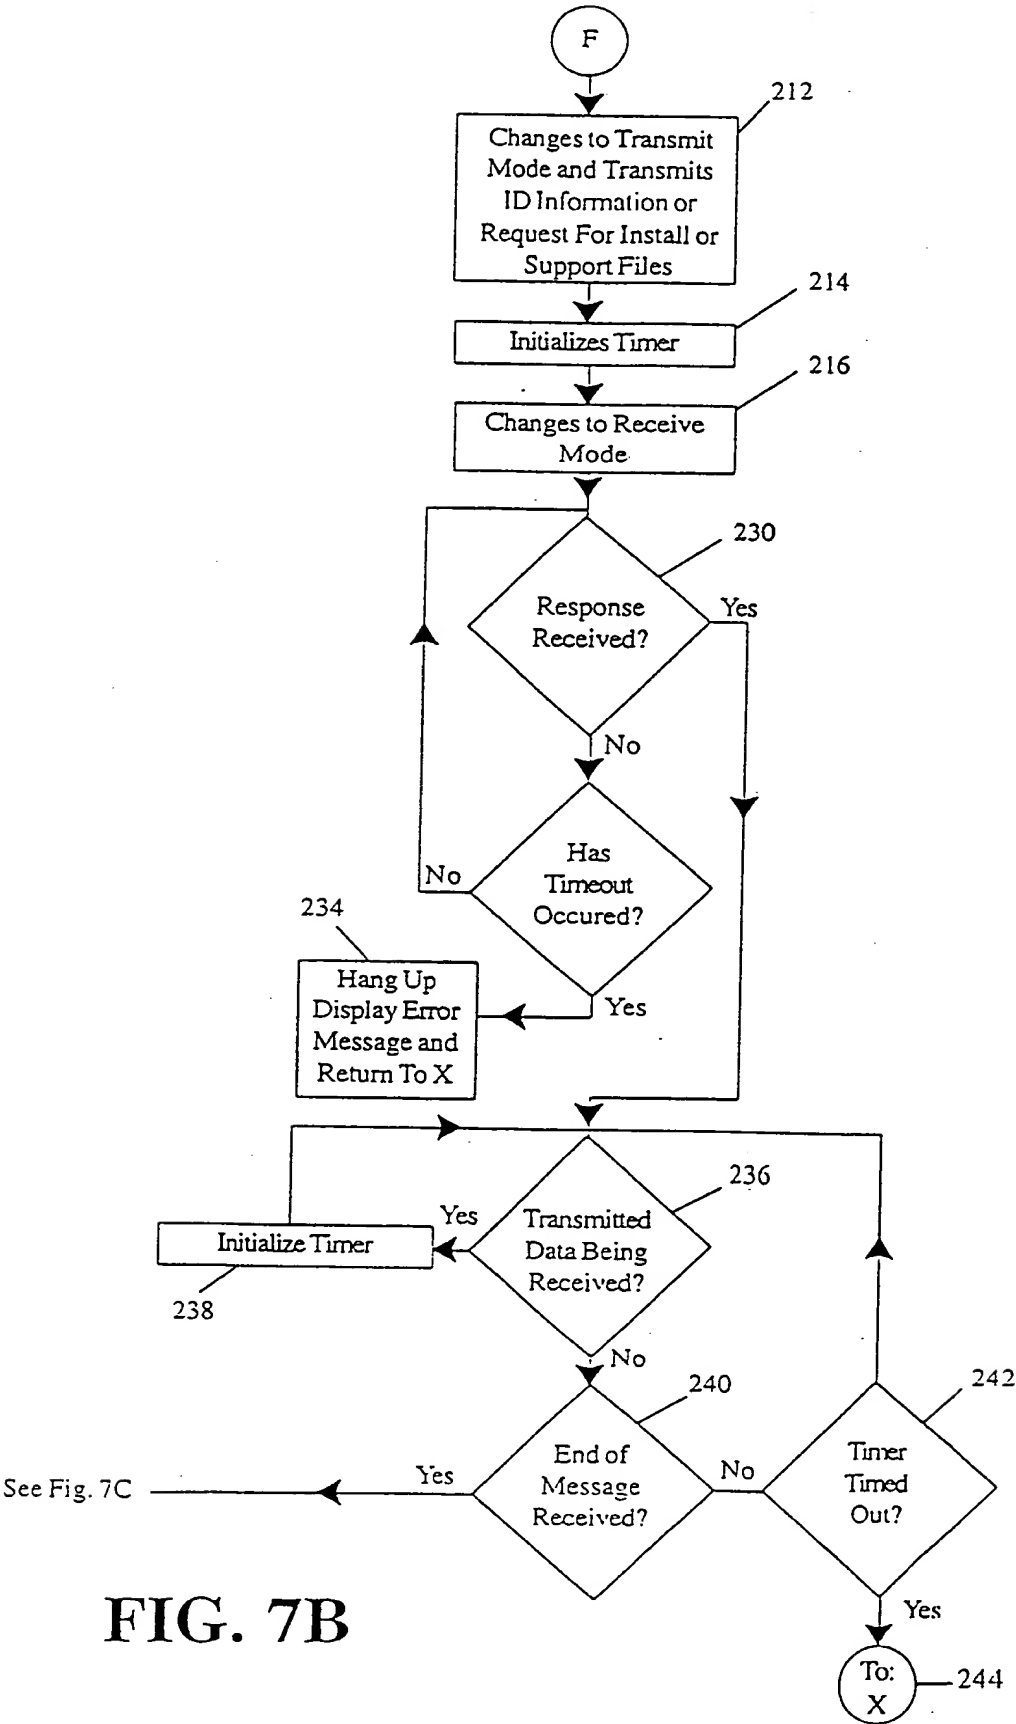 F
212
Changes to Transmit
Mode and Transmits
ID Information or
Request For Install or
Support Files
214
Initializes Timer
216
Changes to Receive
Mode
230
Response
Received?
Yes
No
Has
Timeout
Occured?
No
234
Hang Up
Display Error
Message and
Return To X
Yes
236
Transmitted
Data Being
Received?
Yes
Initialize Timer
238
No
240
End of
Message
Received?
Yes
See Fig. 7C
No
242
Timer
Timed
Out?
Yes
To:
X
244
FIG. 7B